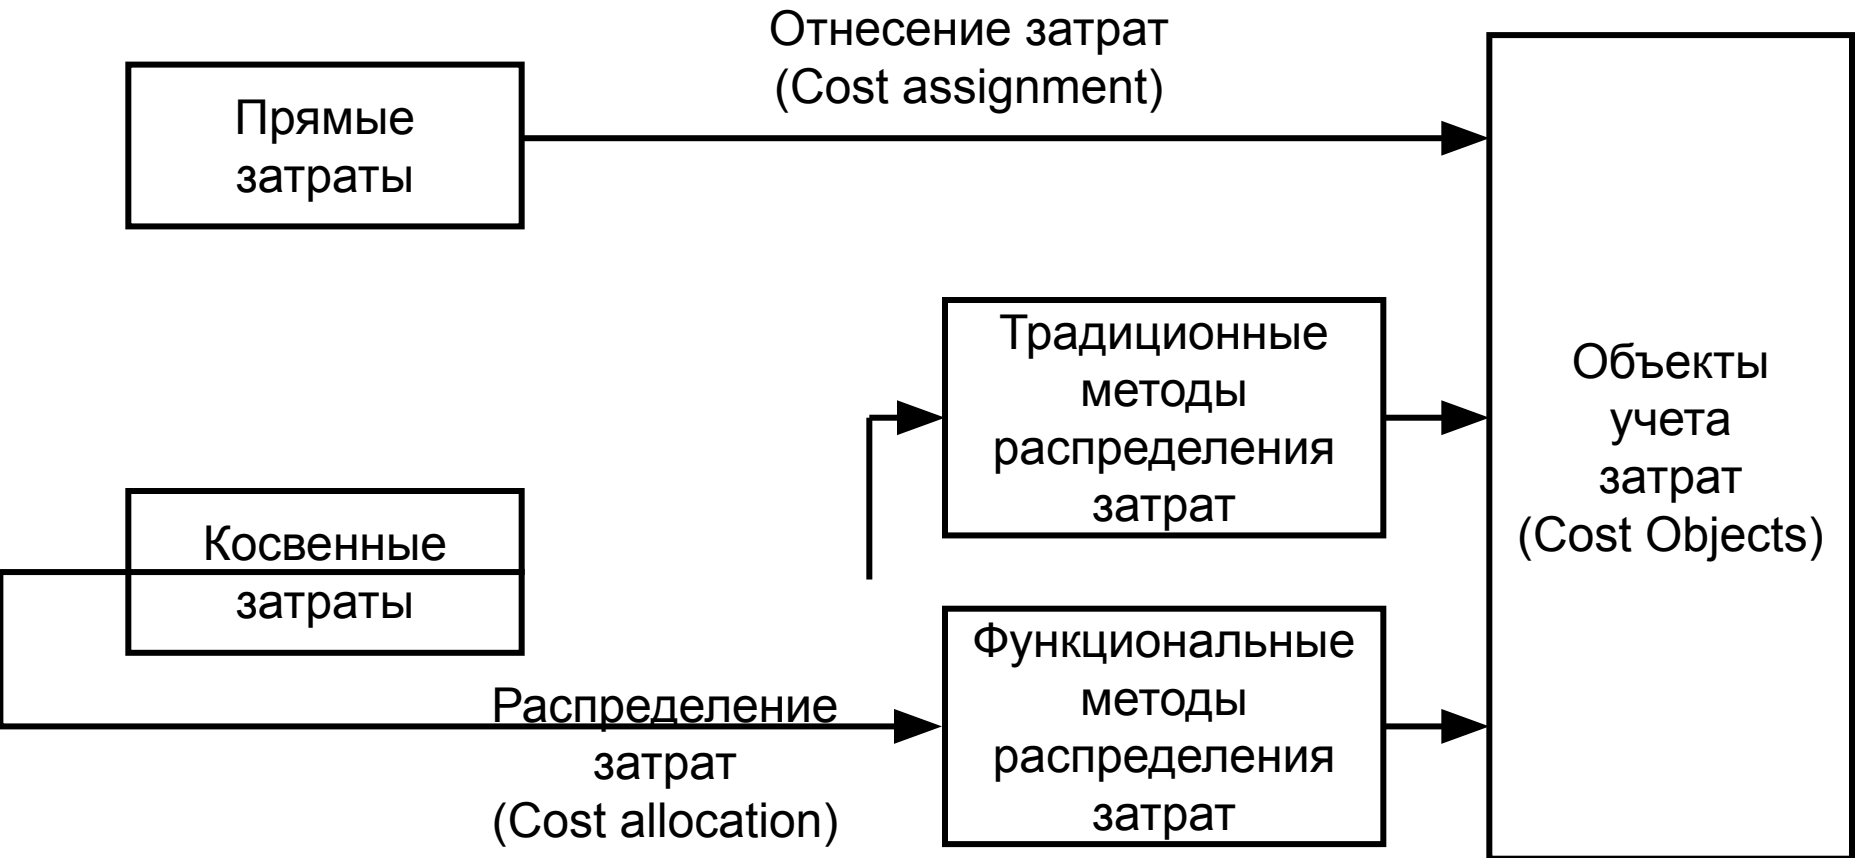 Отнесение затрат
(Cost assignment)
Прямые
затраты
Традиционные
методы
распределения
затрат
Объекты
учета
затрат
(Cost Objects)
Косвенные
затраты
Распределение
затрат
(Cost allocation)
Функциональные
методы
распределения
затрат